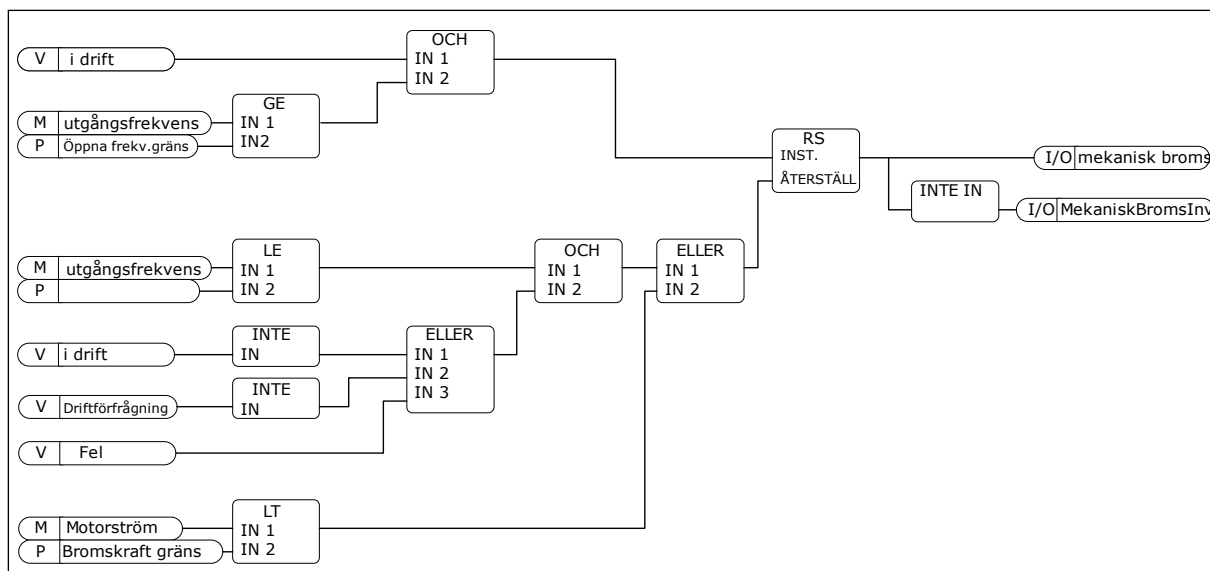 OCH
V i drift
IN 1
IN 2
GE
M utgångsfrekvens
IN 1
P Öppna frekv.gräns
IN2
RS
INST.
ÅTERSTÄLL
I/O mekanisk broms
INTE IN
I/O MekaniskBromsInv
LE
M utgångsfrekvens
IN 1
P
IN 2
OCH
IN 1
IN 2
ELLER
IN 1
IN 2
V i drift
INTE
IN
ELLER
IN 1
IN 2
IN 3
V Driftförfrågning
INTE
IN
V Fel
LT
M Motorström
IN 1
P Bromskraft gräns
IN 2